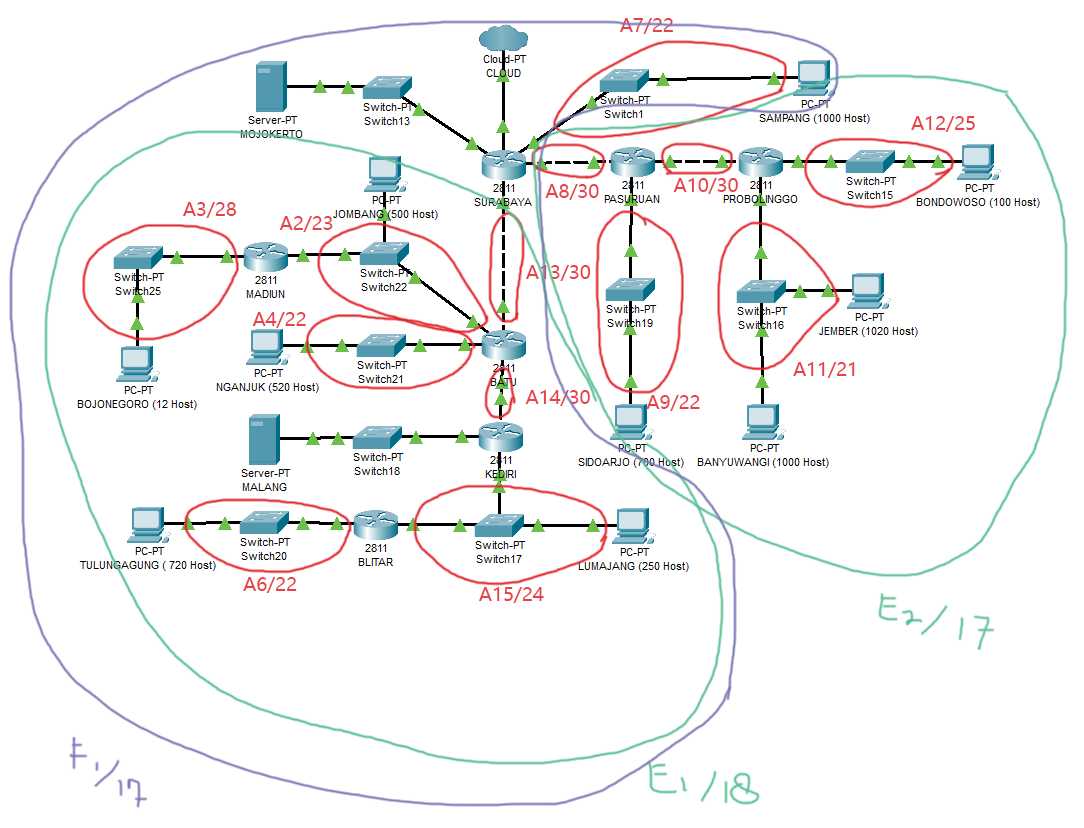 A7/22
Cloud-PT
CLOUD
Switch-PT
Switch1
PC-PT
SAMPANG (1000 Host)
Server-PT
MOJOKERTO
Switch-PT
Switch13
2811
SURABAYA
A8/30
2811
PASURUAN
A10/30
2811
PROBOLINGGO
A12/25
Switch-PT
Switch15
PC-PT
BONDOWOSO (100 Host)
PC-PT
JOMBANG (500 Host)
A3/28
A2/23
Switch-PT
Switch25
2811
MADIUN
Switch-PT
Switch22
A13/30
Switch-PT
Switch19
Switch-PT
Switch16
PC-PT
JEMBER (1020 Host)
A4/22
PC-PT
NGANJUK (520 Host)
Switch-PT
Switch21
2811
BATU
A11/21
PC-PT
BOJONEGORO (12 Host)
A14/30
A9/22
PC-PT
SIDOARJO (700 Host)
PC-PT
BANYUWANGI (1000 Host)
Server-PT
MALANG
Switch-PT
Switch18
2811
KEDIRI
PC-PT
TULUNGAGUNG ( 720 Host)
Switch-PT
Switch20
2811
BLITAR
Switch-PT
Switch17
PC-PT
LUMAJANG (250 Host)
A6/22
A15/24
E2/17
F1/17
E1/18